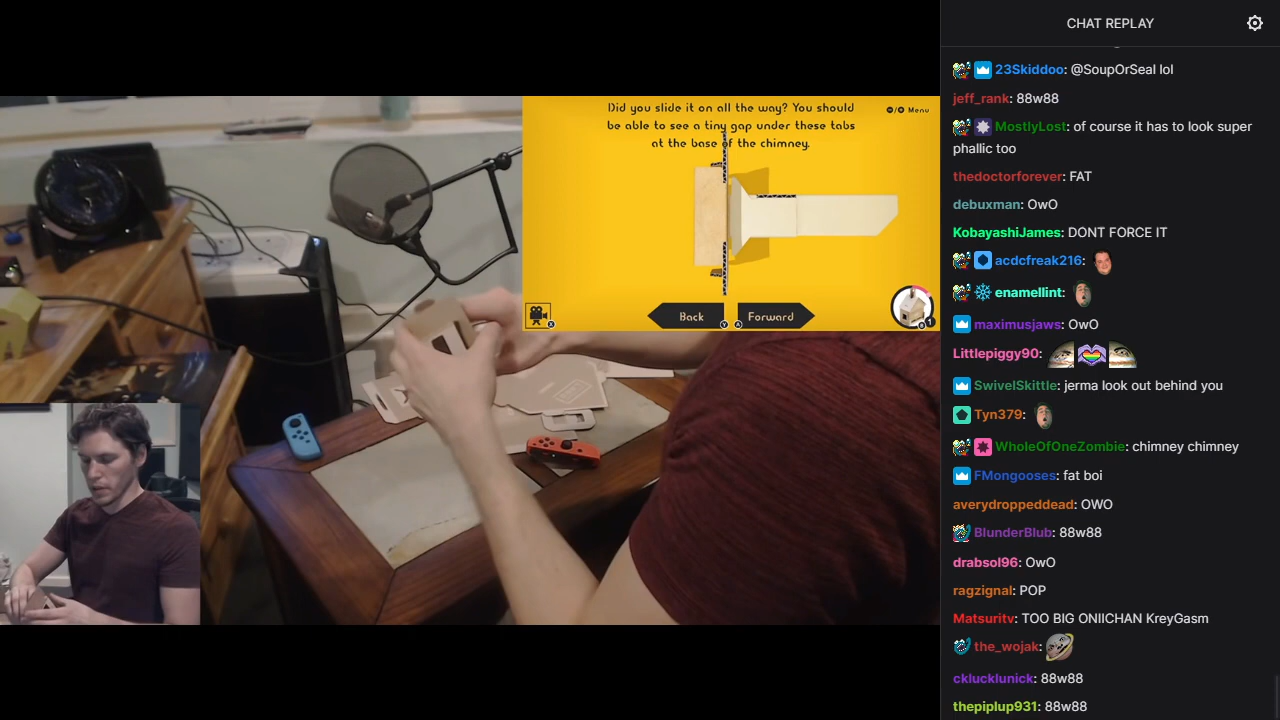 CHAT REPLAY
Did you slide it on all the way? You should
be able to see a tiny gap under these tabs
at the base of the chimney.
Menu
Back
Y
A
Forward
X
23Skiddoo: @SoupOrSeal lol
jeff_rank: 88w88
MostlyLost: of course it has to look super
phallic too
thedoctorforever: FAT
debuxman: OwO
KobayashiJames: DONT FORCE IT
acdcfreak216:
enamellint:
maximusjaws: OwO
Littlepiggy90:
SwivelSkittle: jerma look out behind you
Tyn379:
WholeOfOneZombie: chimney chimney
FMongooses: fat boi
averydroppeddead: OWO
BlunderBlub: 88w88
drabsol96: OwO
ragzignal: POP
Matsuritv: TOO BIG ONIICHAN KreyGasm
the_wojak:
cklucklunick: 88w88
thepiplup931: 88w88